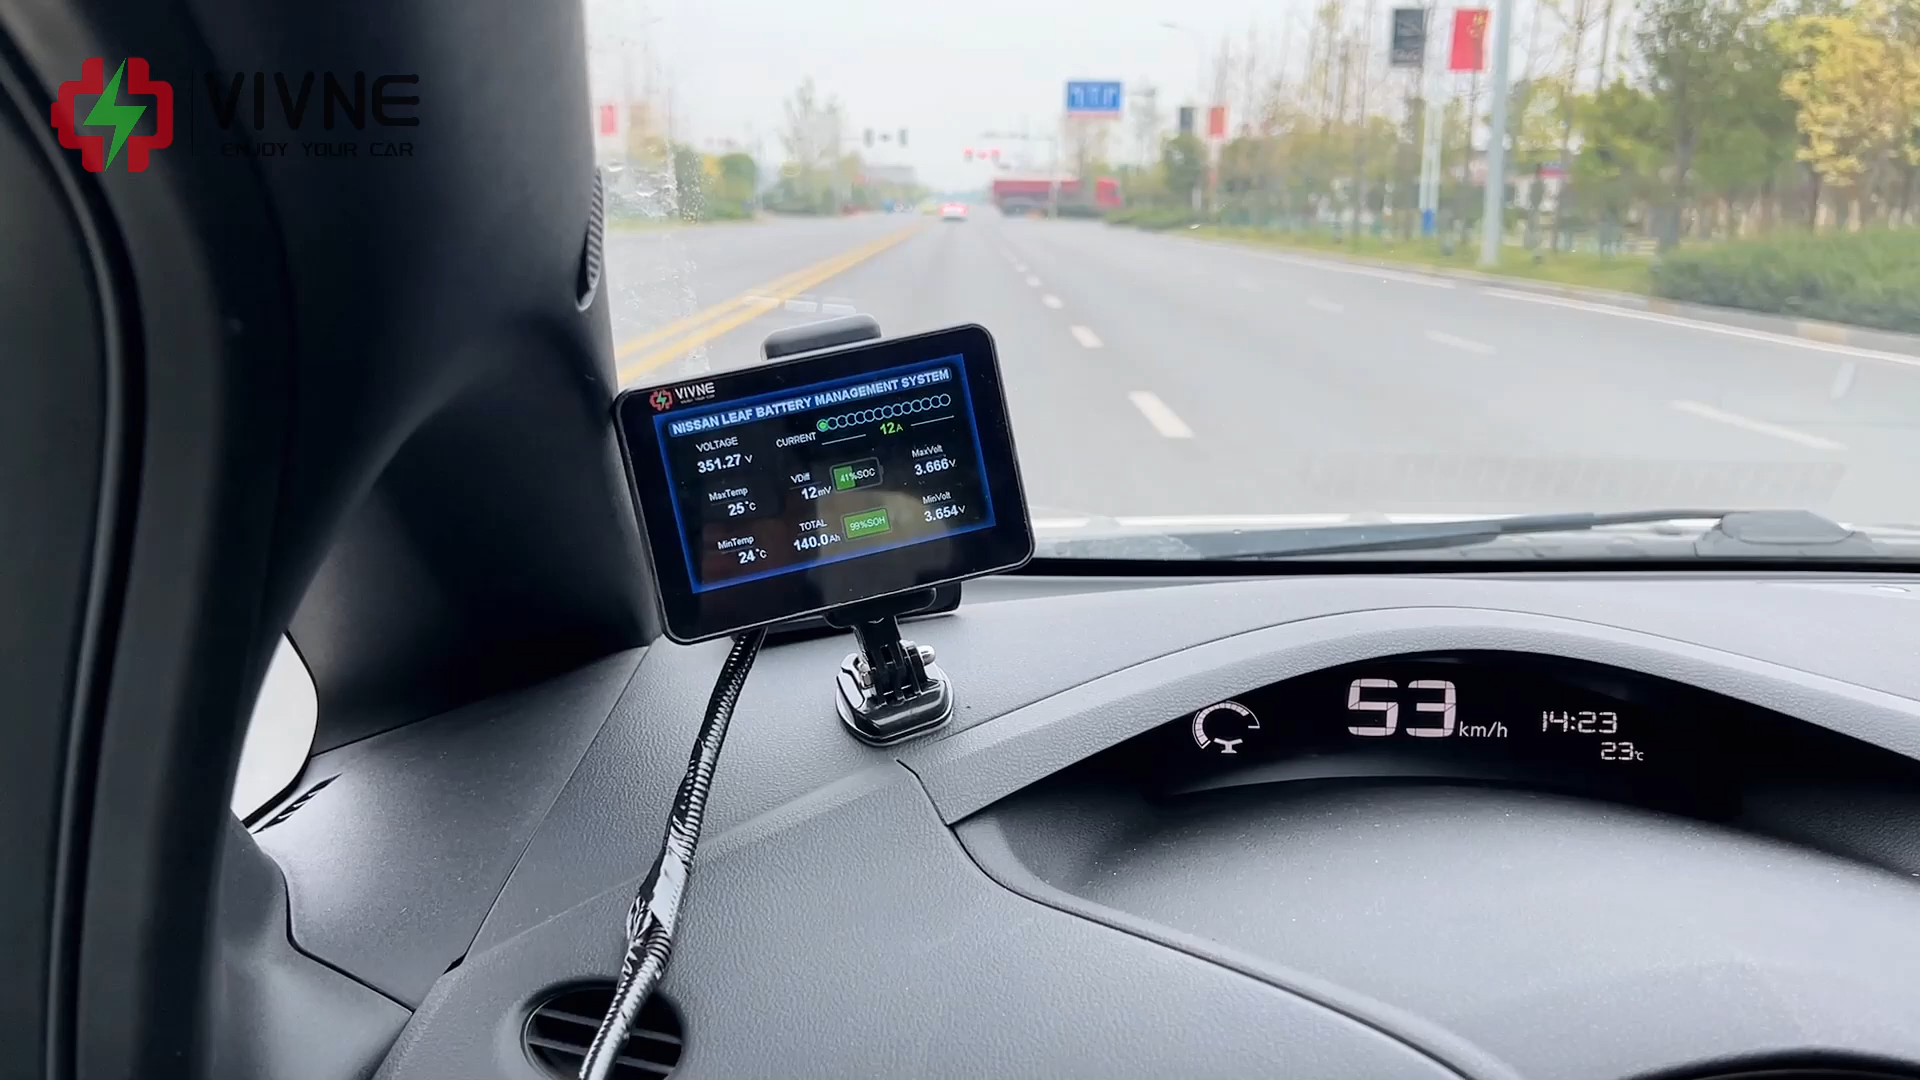 VIVNE
ENJOY YOUR CAR
VIVNE
NISSAN LEAF BATTERY MANAGEMENT SYSTEM
VOLTAGE
351.27 V
CURRENT
12A
MaxTemp
25°C
VDiff
12mV
41%SOC
MaxVolt
3.666V
MinTemp
24°C
TOTAL
140.0Ah
99%SOH
MinVolt
3.654V
53 km/h
14:23
23°C